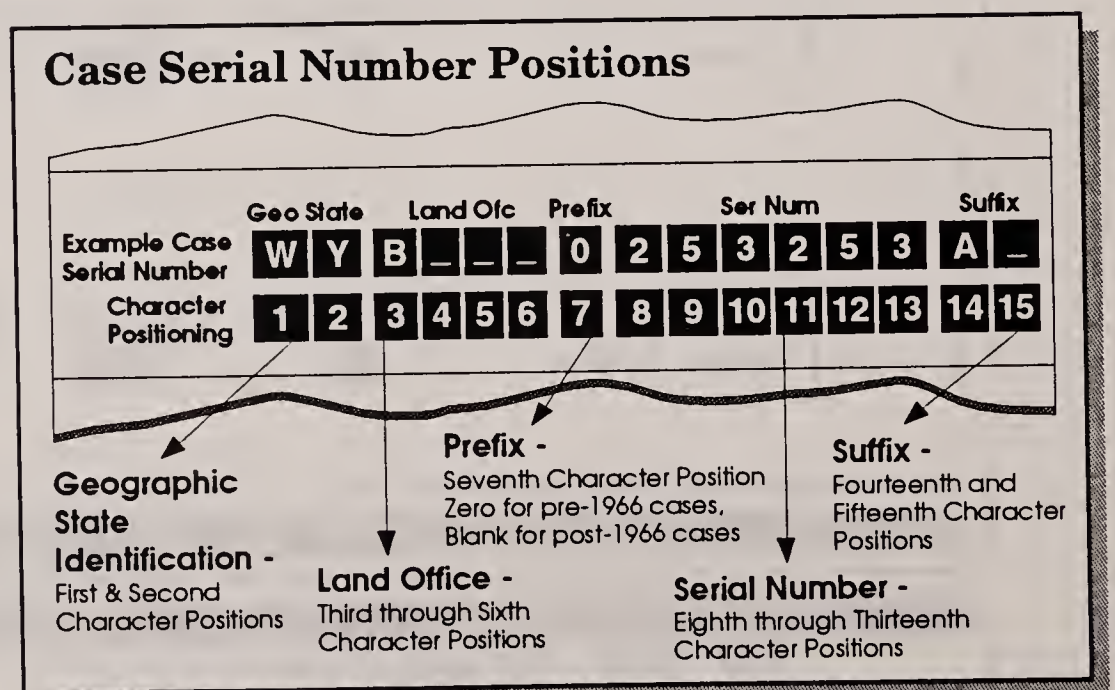 Case Serial Number Positions
Geo State Land Ofc Prefix Ser Num Suffix
Example Case Serial Number W Y B _ _ _ 0 2 5 3 2 5 3 A _
Character Positioning 1 2 3 4 5 6 7 8 9 10 11 12 13 14 15
Geographic
State
Identification -
First & Second
Character Positions
Land Office -
Third through Sixth
Character Positions
Prefix -
Seventh Character Position
Zero for pre-1966 cases,
Blank for post-1966 cases
Serial Number -
Eighth through Thirteenth
Character Positions
Suffix -
Fourteenth and
Fifteenth Character
Positions